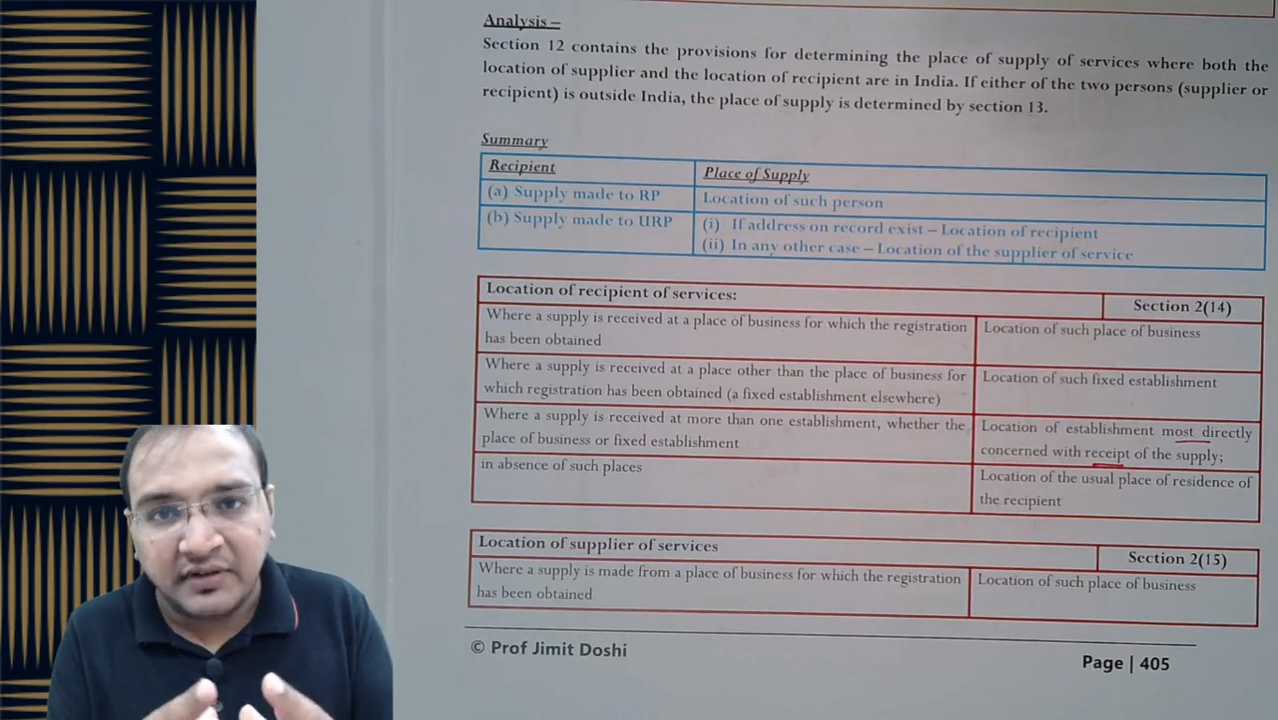 Analysis –
Section 12 contains the provisions for determining the place of supply of services where both the
location of supplier and the location of recipient are in India. If either of the two persons (supplier or
recipient) is outside India, the place of supply is determined by section 13.
Summary
Recipient Place of Supply
(a) Supply made to RP Location of such person
(b) Supply made to URP (i) If address on record exist – Location of recipient
(ii) In any other case – Location of the supplier of service
Location of recipient of services: Section 2(14)
Where a supply is received at a place of business for which the registration Location of such place of business
has been obtained
Where a supply is received at a place other than the place of business for Location of such fixed establishment
which registration has been obtained (a fixed establishment elsewhere)
Where a supply is received at more than one establishment, whether the Location of establishment most directly
place of business or fixed establishment concerned with receipt of the supply;
in absence of such places Location of the usual place of residence of
the recipient
Location of supplier of services Section 2(15)
Where a supply is made from a place of business for which the registration Location of such place of business
has been obtained
© Prof Jimit Doshi
Page | 405